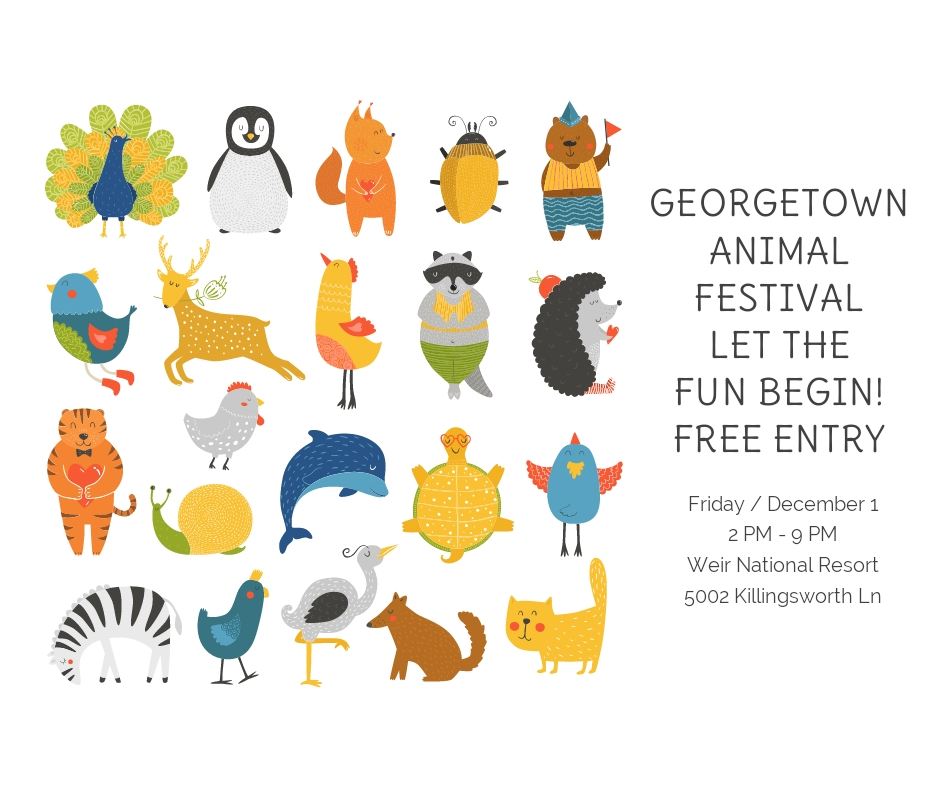 GEORGETOWN
ANIMAL
FESTIVAL
LET THE
FUN BEGIN!
FREE ENTRY
Friday / December 1
2 PM - 9 PM
Weir National Resort
5002 Killingsworth Ln